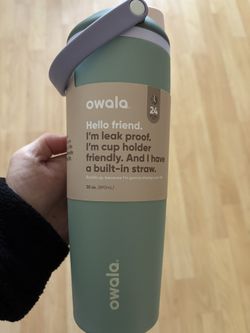 owala
24
Hello friend.
I'm leak proof.
I'm cup holder
friendly. And I have
a built-in straw.
owala